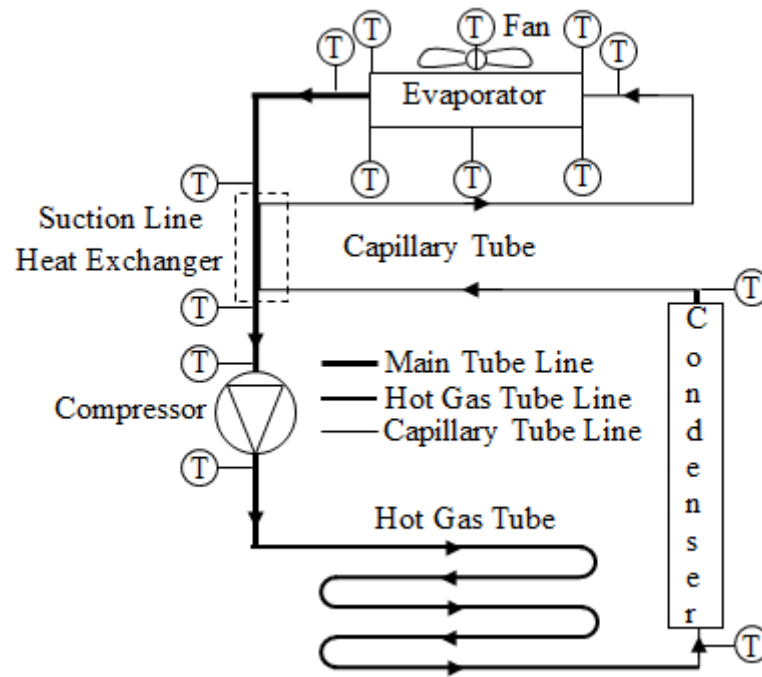 T T T Fan T T
Evaporator
T T T T
Suction Line
Heat Exchanger
Capillary Tube
T T
T
Compressor
Main Tube Line
Hot Gas Tube Line
Capillary Tube Line
T
Hot Gas Tube
Condenser
T